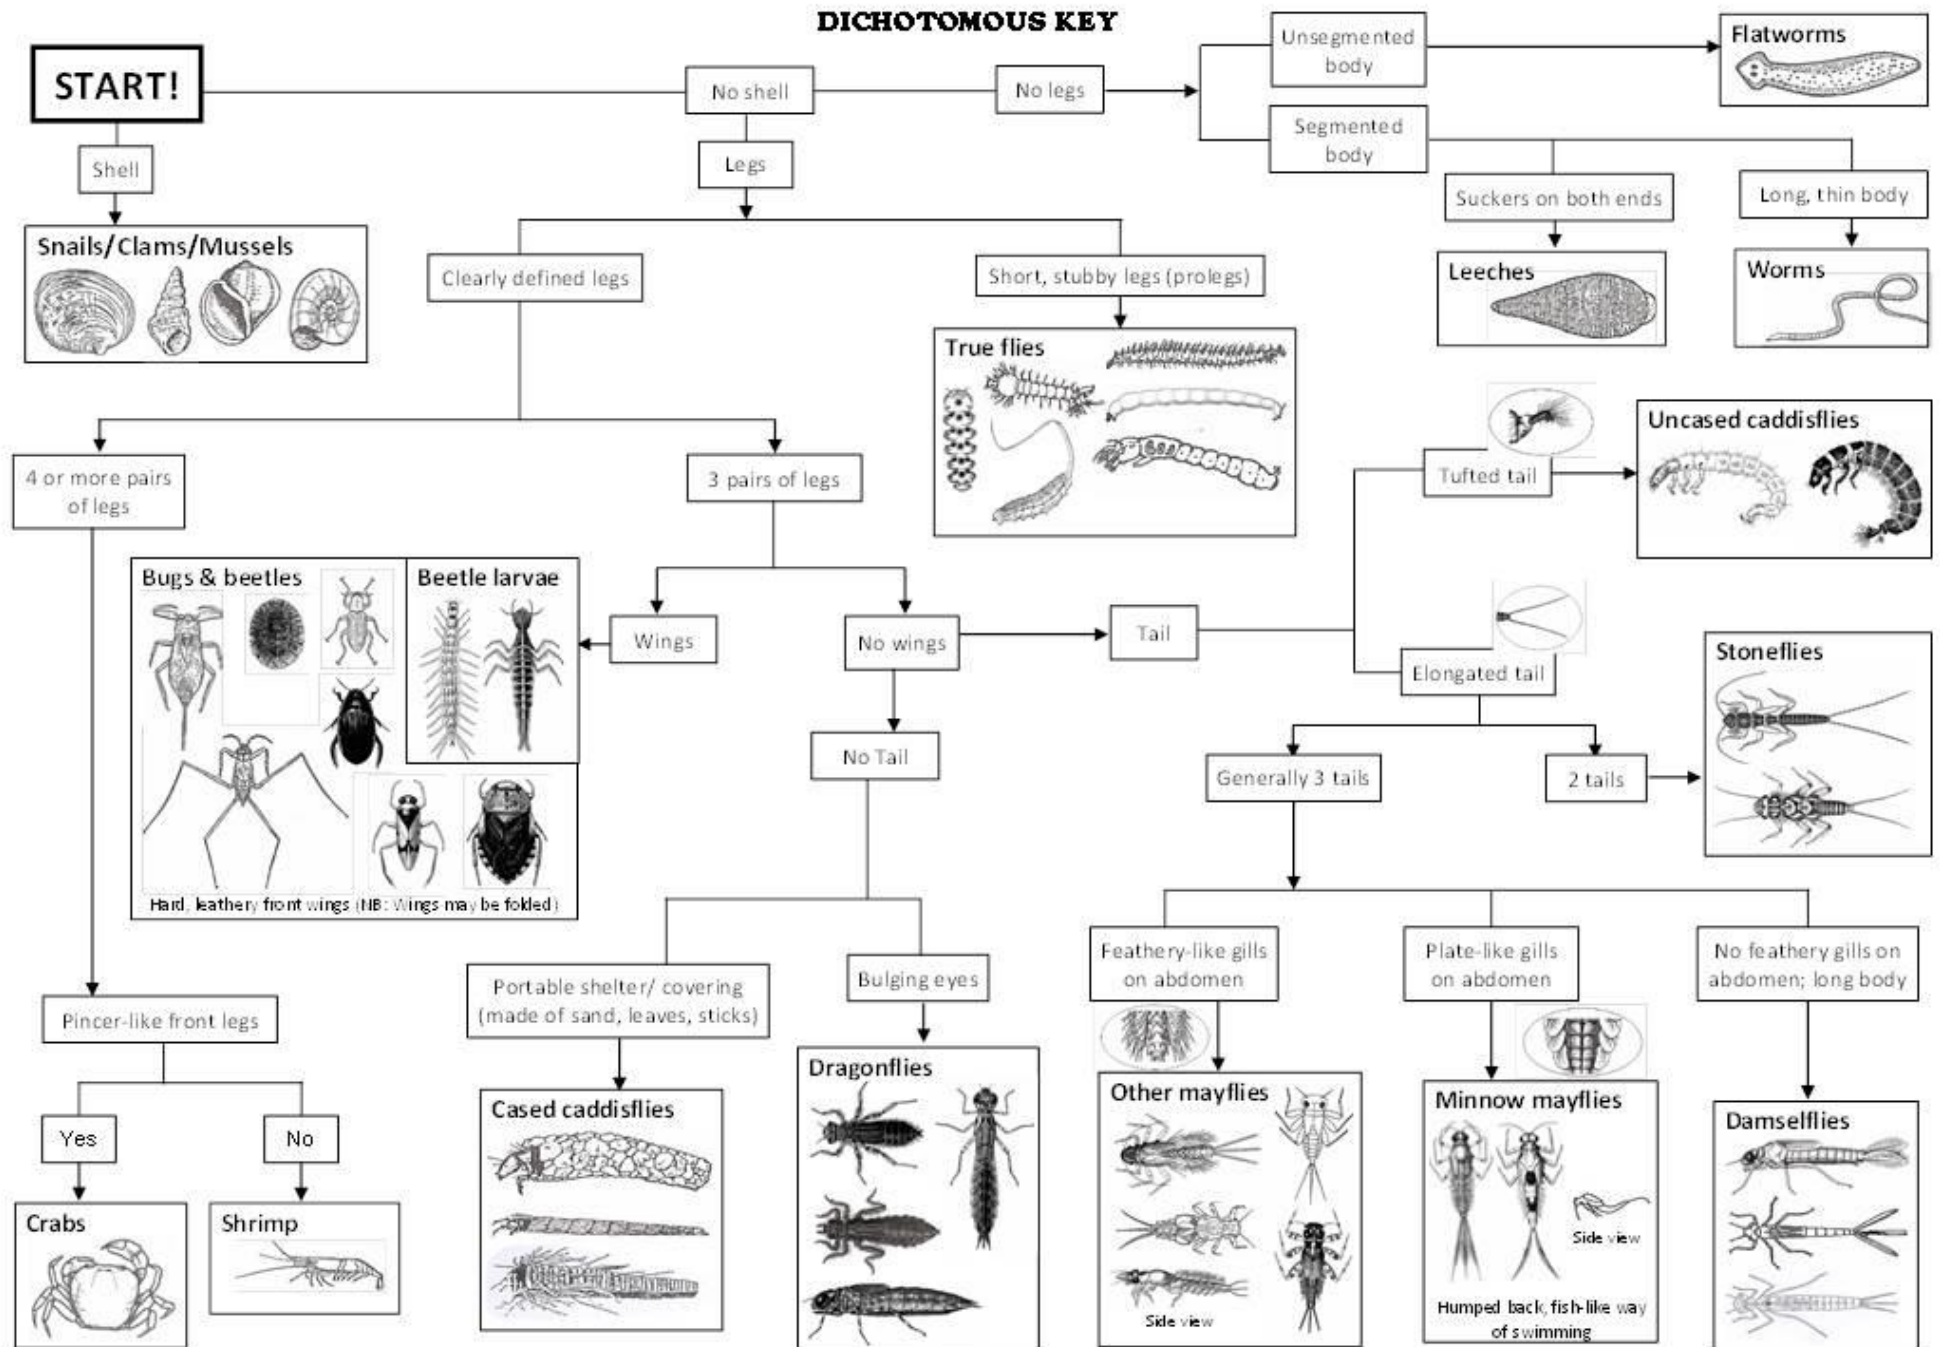 DICHOTOMOUS KEY
START!
No shell
No legs
Unsegmented
body
Flatworms
Segmented
body
Shell
Legs
Suckers on both ends
Long, thin body
Snails/Clams/Mussels
Clearly defined legs
Short, stubby legs (prolegs)
Leeches
Worms
True flies
4 or more pairs
of legs
3 pairs of legs
Tufted tail
Uncased caddisflies
Bugs & beetles
Beetle larvae
Wings
No wings
Tail
Elongated tail
Stoneflies
No Tail
Generally 3 tails
2 tails
Hard, leathery front wings (NB: Wings may be folded)
Pincer-like front legs
Portable shelter/ covering
(made of sand, leaves, sticks)
Bulging eyes
Feathery-like gills
on abdomen
Plate-like gills
on abdomen
No feathery gills on
abdomen; long body
Yes
No
Cased caddisflies
Dragonflies
Other mayflies
Minnow mayflies
Damselflies
Crabs
Shrimp
Side view
Side view
Humped back, fish-like way
of swimming